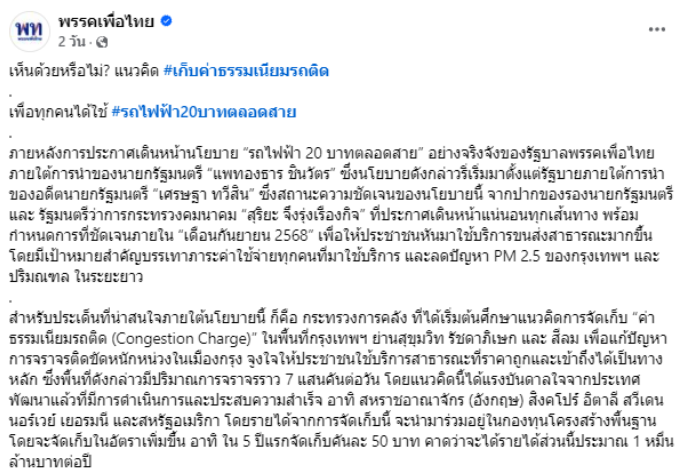 พท
พรรคเพื่อไทย
2 วัน ·
เห็นด้วยหรือไม่? แนวคิด #เก็บค่าธรรมเนียมรถติด
.
เพื่อทุกคนได้ใช้ #รถไฟฟ้า20บาทตลอดสาย
.
ภายหลังการประกาศเดินหน้านโยบาย "รถไฟฟ้า 20 บาทตลอดสาย" อย่างจริงจังของรัฐบาลพรรคเพื่อไทย
ภายใต้การนำของนายกรัฐมนตรี "แพทองธาร ชินวัตร" ซึ่งนโยบายดังกล่าวริเริ่มมาตั้งแต่รัฐบายภายใต้การนำ
ของอดีตนายกรัฐมนตรี "เศรษฐา ทวีสิน" ซึ่งสถานะความชัดเจนของนโยบายนี้ จากปากของรองนายกรัฐมนตรี
และ รัฐมนตรีว่าการกระทรวงคมนาคม "สุริยะ จึงรุ่งเรืองกิจ" ที่ประกาศเดินหน้าแน่นอนทุกเส้นทาง พร้อม
กำหนดการที่ชัดเจนภายใน "เดือนกันยายน 2568" เพื่อให้ประชาชนหันมาใช้บริการขนส่งสาธารณะมากขึ้น
โดยมีเป้าหมายสำคัญบรรเทาภาระค่าใช้จ่ายทุกคนที่มาใช้บริการ และลดปัญหา PM 2.5 ของกรุงเทพฯ และ
ปริมณฑล ในระยะยาว
.
สำหรับประเด็นที่น่าสนใจภายใต้นโยบายนี้ ก็คือ กระทรวงการคลัง ที่ได้เริ่มต้นศึกษาแนวคิดการจัดเก็บ "ค่า
ธรรมเนียมรถติด (Congestion Charge)" ในพื้นที่กรุงเทพฯ ย่านสุขุมวิท รัชดาภิเษก และ สีลม เพื่อแก้ปัญหา
การจราจรติดขัดหนักหน่วงในเมืองกรุง จูงใจให้ประชาชนใช้บริการสาธารณะที่ราคาถูกและเข้าถึงได้เป็นทาง
หลัก ซึ่งพื้นที่ดังกล่าวมีปริมาณการจราจรราว 7 แสนคันต่อวัน โดยแนวคิดนี้ได้แรงบันดาลใจจากประเทศ
พัฒนาแล้วที่มีการดำเนินการและประสบความสำเร็จ อาทิ สหราชอาณาจักร (อังกฤษ) สิงคโปร์ อิตาลี สวีเดน
นอร์เวย์ เยอรมนี และสหรัฐอเมริกา โดยรายได้จากการจัดเก็บนี้ จะนำมาร่วมอยู่ในกองทุนโครงสร้างพื้นฐาน
โดยจะจัดเก็บในอัตราเพิ่มขึ้น อาทิ ใน 5 ปีแรกจัดเก็บคันละ 50 บาท คาดว่าจะได้รายได้ส่วนนี้ประมาณ 1 หมื่น
ล้านบาทต่อปี